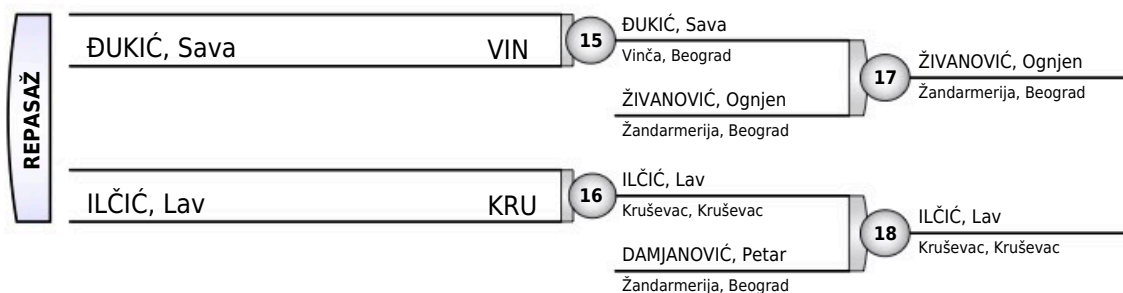 REPASAŽ
ĐUKIĆ, Sava VIN
15
ĐUKIĆ, Sava
Vinča, Beograd
ŽIVANOVIĆ, Ognjen
Žandarmerija, Beograd
17
ŽIVANOVIĆ, Ognjen
Žandarmerija, Beograd
ILČIĆ, Lav KRU
16
ILČIĆ, Lav
Kruševac, Kruševac
DAMJANOVIĆ, Petar
Žandarmerija, Beograd
18
ILČIĆ, Lav
Kruševac, Kruševac